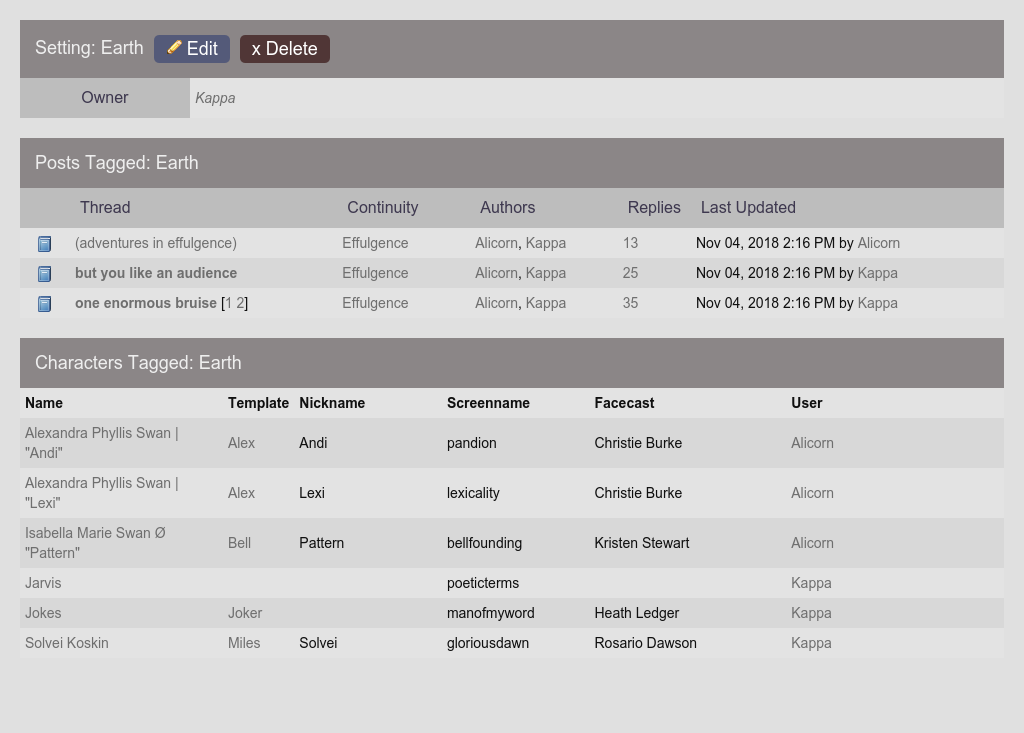 Setting: Earth Edit x Delete
Owner Kappa
Posts Tagged: Earth
Thread Continuity Authors Replies Last Updated
(adventures in effulgence) Effulgence Alicorn, Kappa 13 Nov 04, 2018 2:16 PM by Alicorn
but you like an audience Effulgence Alicorn, Kappa 25 Nov 04, 2018 2:16 PM by Kappa
one enormous bruise [1 2] Effulgence Alicorn, Kappa 35 Nov 04, 2018 2:16 PM by Kappa
Characters Tagged: Earth
Name Template Nickname Screenname Facecast User
Alexandra Phyllis Swan |
"Andi" Alex Andi pandion Christie Burke Alicorn
Alexandra Phyllis Swan |
"Lexi" Alex Lexi lexicality Christie Burke Alicorn
Isabella Marie Swan Ø
"Pattern" Bell Pattern bellfounding Kristen Stewart Alicorn
Jarvis poeticterms Kappa
Jokes Joker manofmyword Heath Ledger Kappa
Solvei Koskin Miles Solvei gloriousdawn Rosario Dawson Kappa